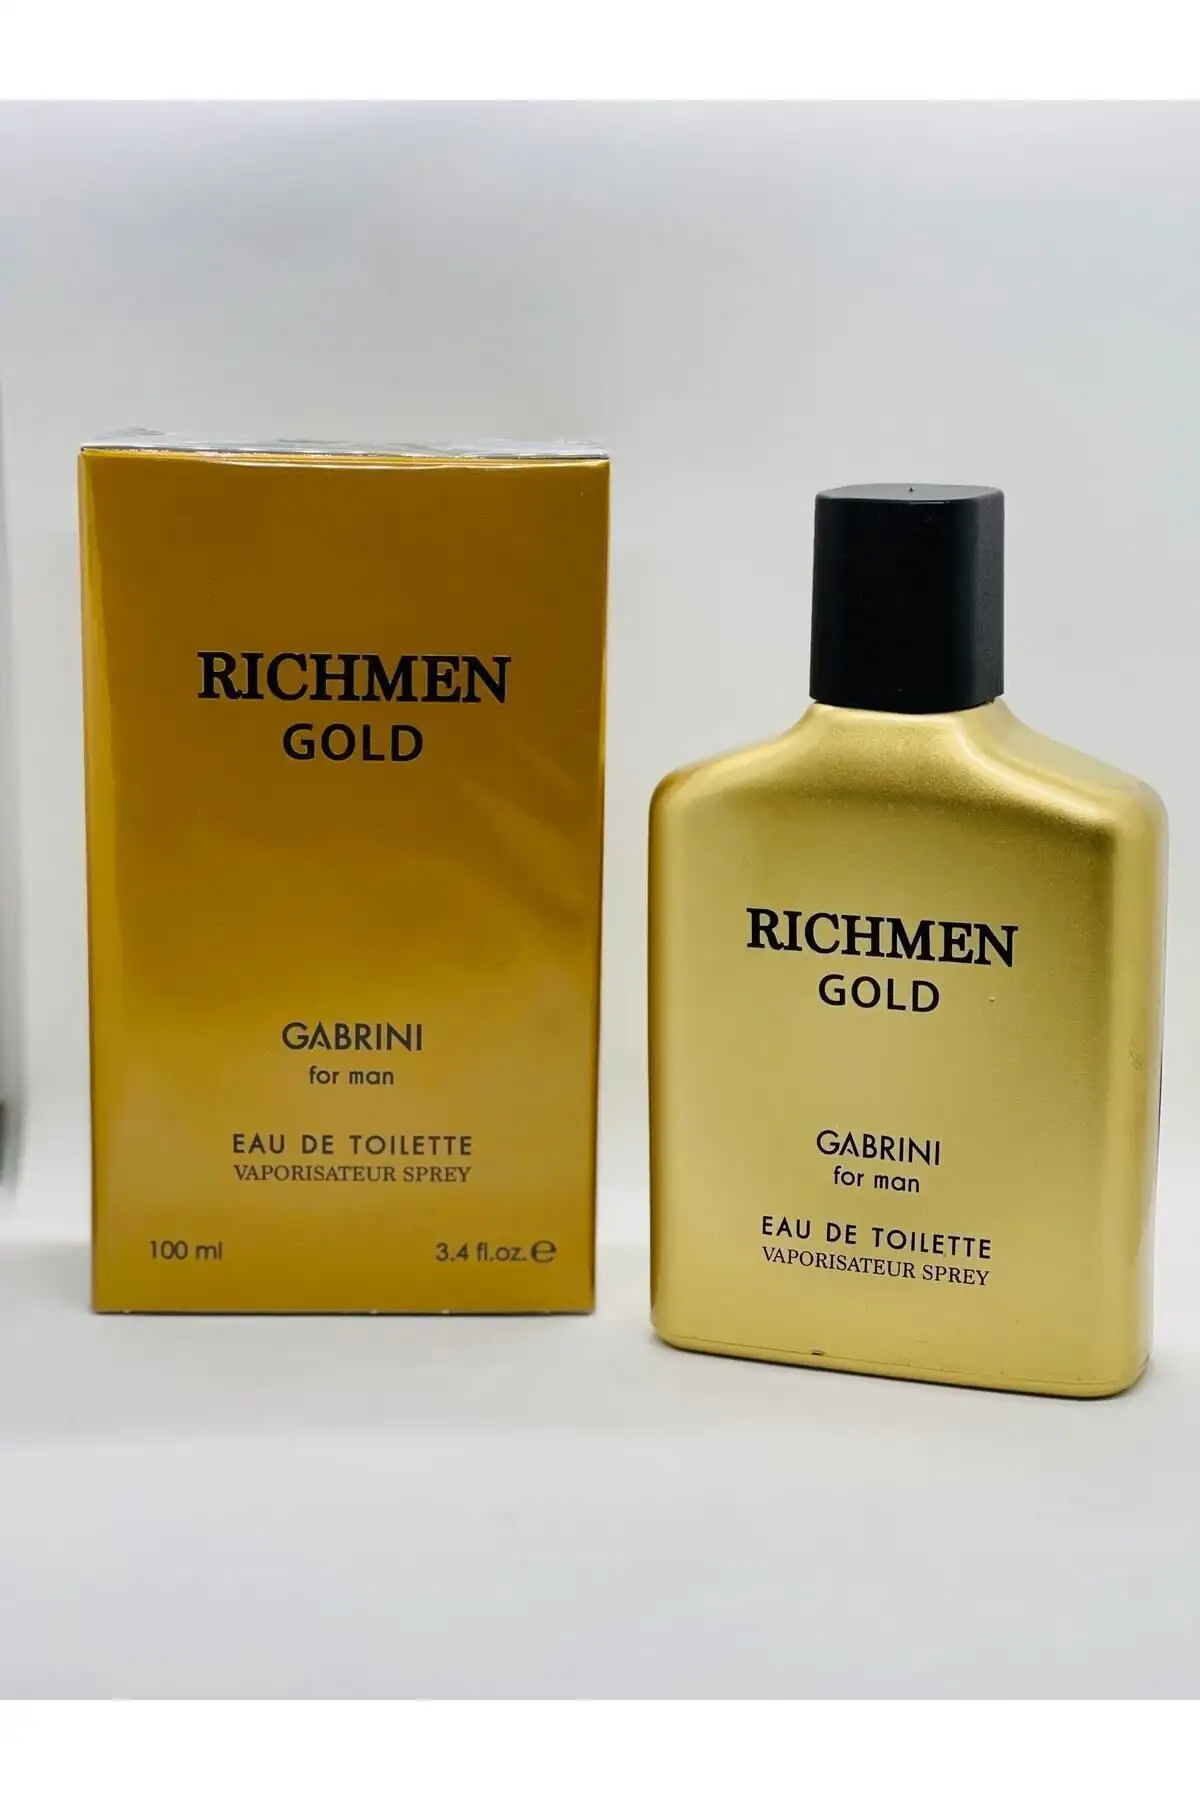 RICHMEN
GOLD
GABRINI
for man
EAU DE TOILETTE
VAPORISATEUR SPREY
100 ml 3.4 fl.oz. ℮
RICHMEN
GOLD
GABRINI
for man
EAU DE TOILETTE
VAPORISATEUR SPREY